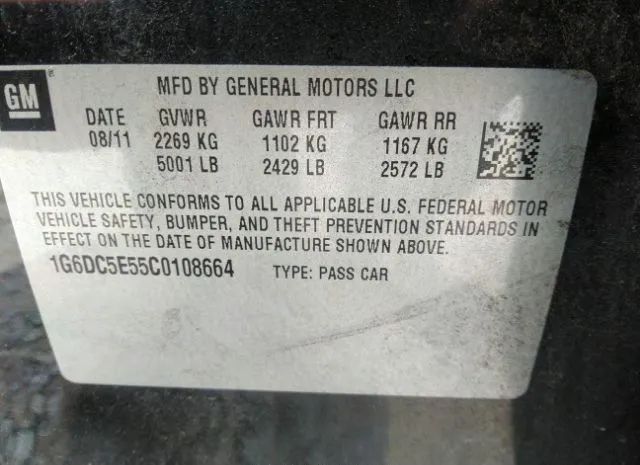 GM
MFD BY GENERAL MOTORS LLC
DATE GVWR GAWR FRT GAWR RR
08/11 2269 KG 1102 KG 1167 KG
5001 LB 2429 LB 2572 LB
THIS VEHICLE CONFORMS TO ALL APPLICABLE U.S. FEDERAL MOTOR
VEHICLE SAFETY, BUMPER, AND THEFT PREVENTION STANDARDS IN
EFFECT ON THE DATE OF MANUFACTURE SHOWN ABOVE.
1G6DC5E55C0108664 TYPE: PASS CAR